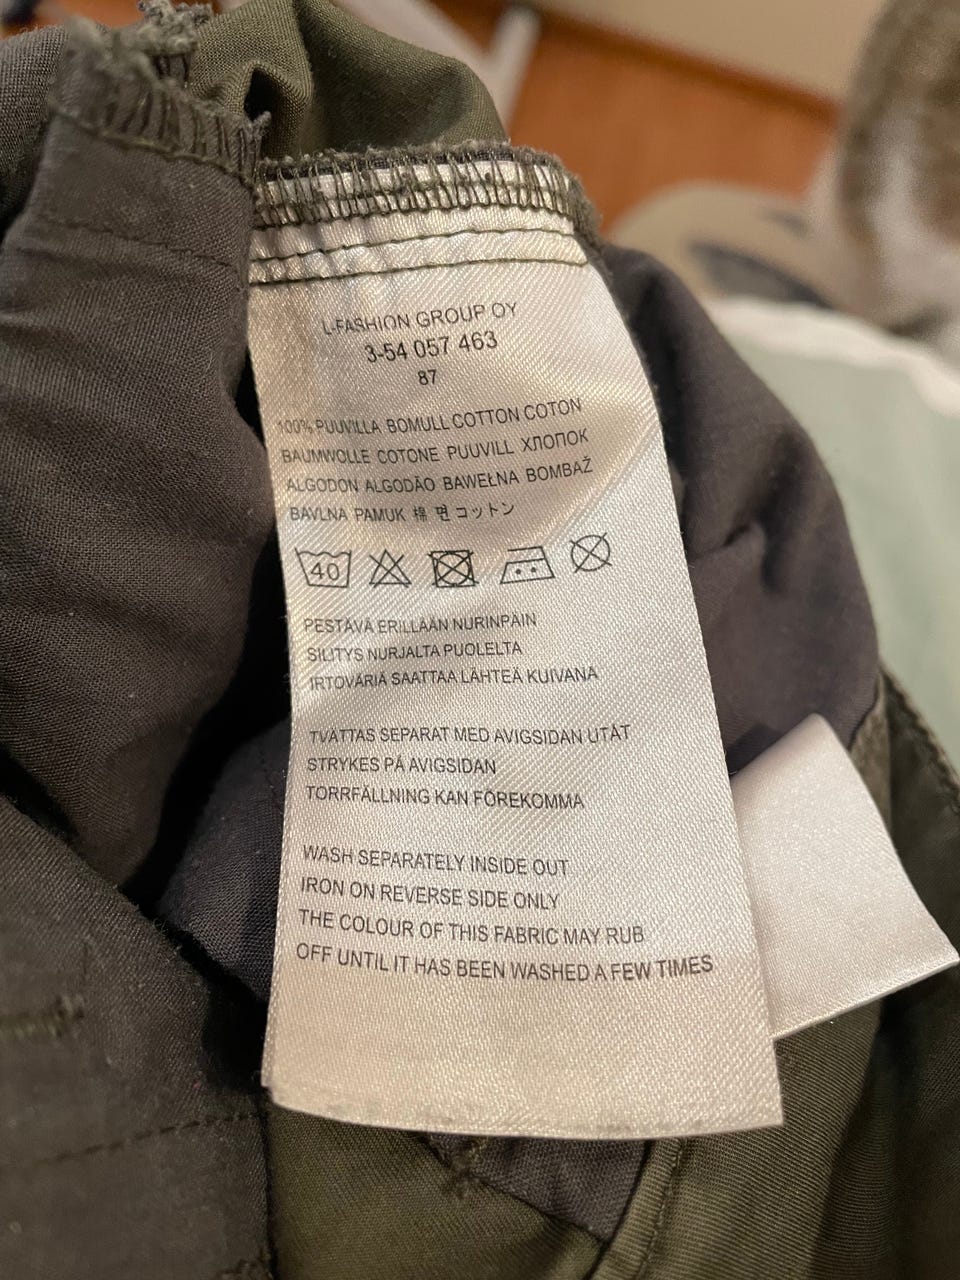 L-FASHION GROUP OY
3-54 057 463
87
100% PUUVILLA BOMULL COTTON COTON
BAUMWOLLE COTONE PUUVILL ХЛОПОК
ALGODON ALGODÃO BAWEŁNA BOMBAŽ
BAVLNA PAMUK 棉 면 コットン
40
PESTÄVÄ ERILLÄÄN NURINPÄIN
SILITYS NURJALTA PUOLELTA
IRTOVÄRIÄ SAATTAA LÄHTEÄ KUIVANA
TVÄTTAS SEPARAT MED AVIGSIDAN UTÅT
STRYKES PÅ AVIGSIDAN
TORRFÄLLNING KAN FÖREKOMMA
WASH SEPARATELY INSIDE OUT
IRON ON REVERSE SIDE ONLY
THE COLOUR OF THIS FABRIC MAY RUB
OFF UNTIL IT HAS BEEN WASHED A FEW TIMES